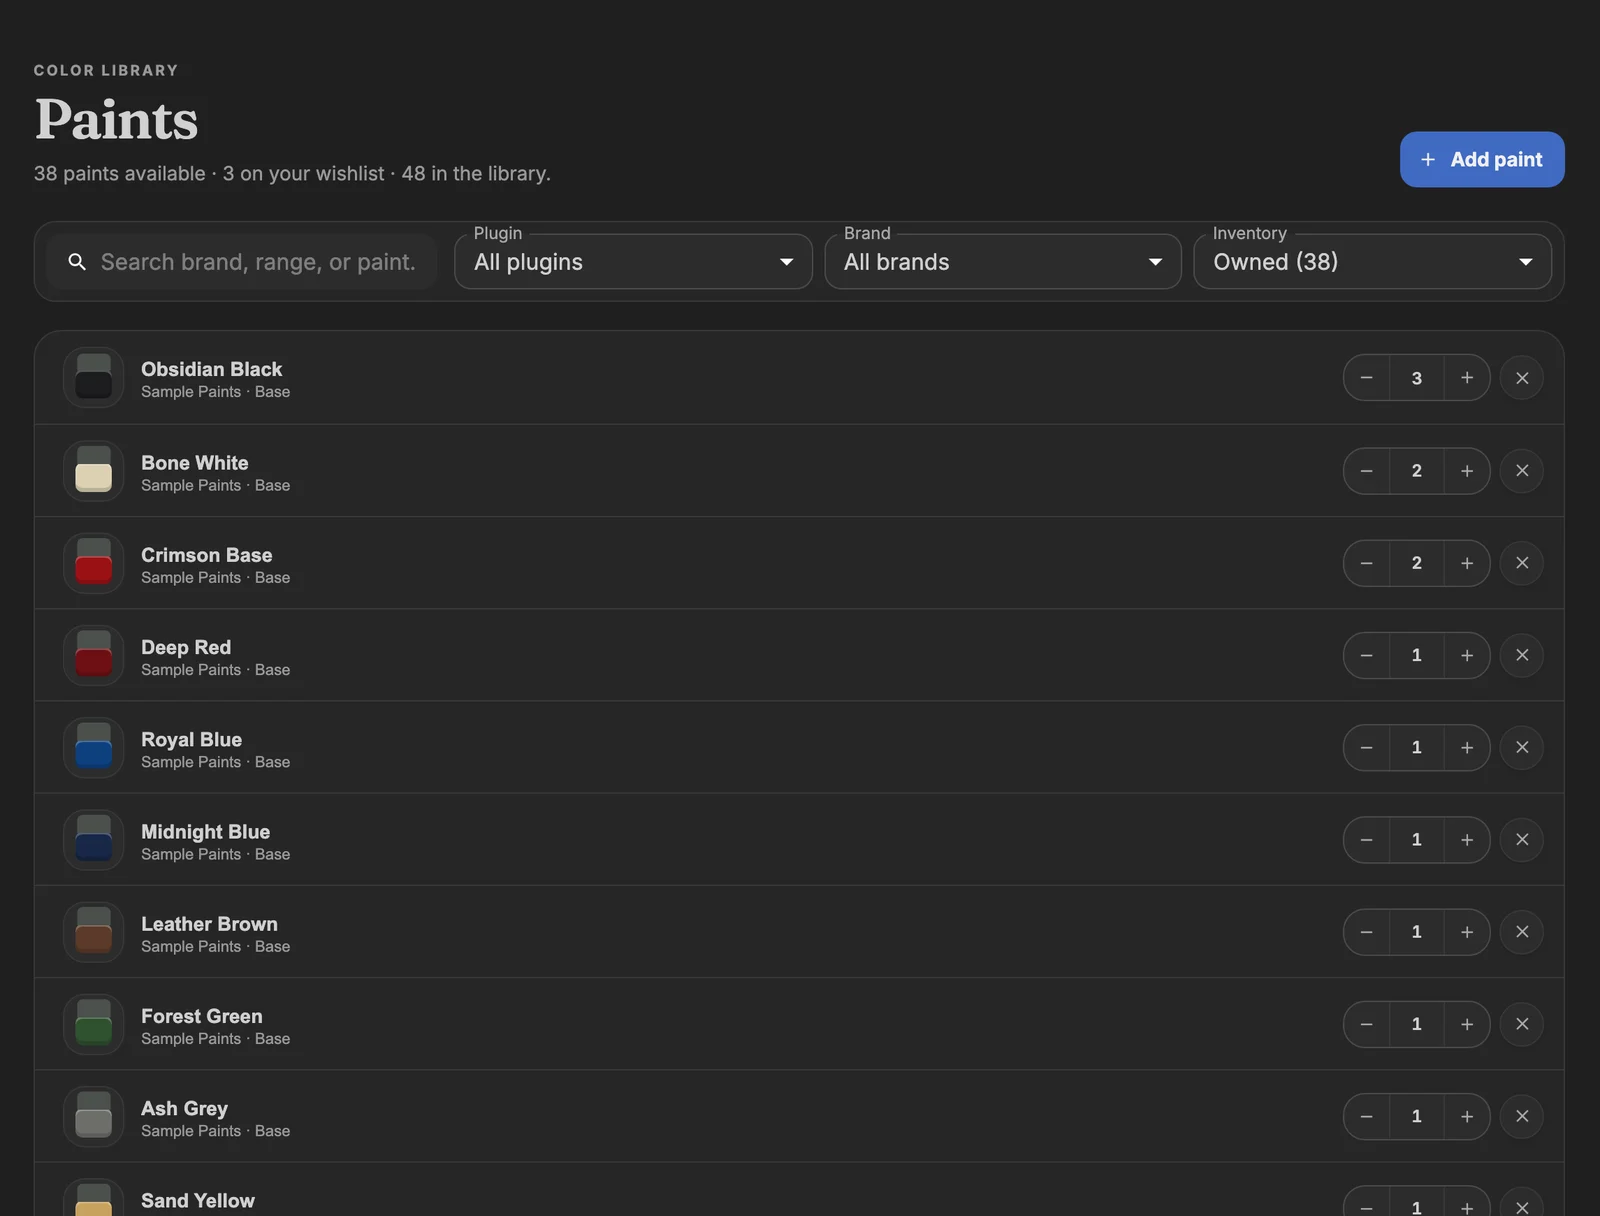 COLOR LIBRARY
Paints
38 paints available · 3 on your wishlist · 48 in the library.
+ Add paint
Search brand, range, or paint.
Plugin
All plugins
Brand
All brands
Inventory
Owned (38)
Obsidian Black
Sample Paints · Base
− 3 + ×
Bone White
Sample Paints · Base
− 2 + ×
Crimson Base
Sample Paints · Base
− 2 + ×
Deep Red
Sample Paints · Base
− 1 + ×
Royal Blue
Sample Paints · Base
− 1 + ×
Midnight Blue
Sample Paints · Base
− 1 + ×
Leather Brown
Sample Paints · Base
− 1 + ×
Forest Green
Sample Paints · Base
− 1 + ×
Ash Grey
Sample Paints · Base
− 1 + ×
Sand Yellow
− 1 + ×